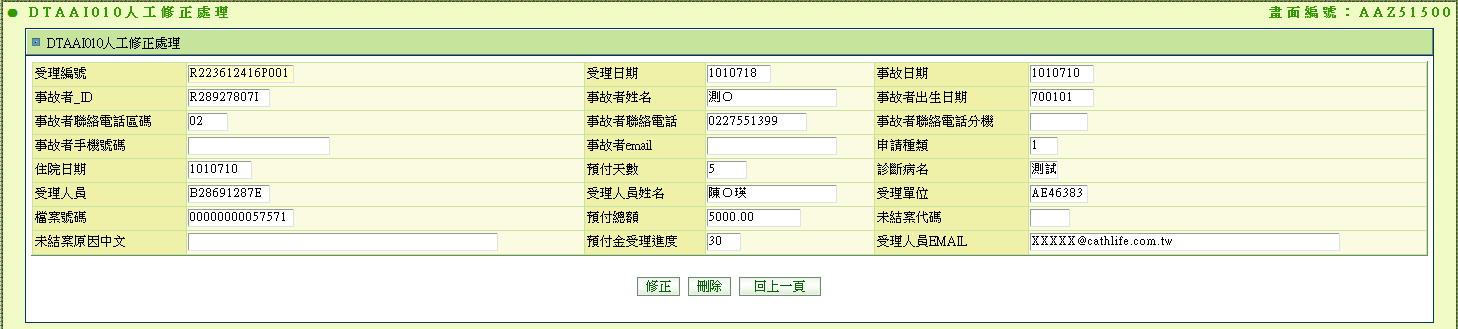 DTAAI010人工修正處理 畫面編號：AAZ51500
DTAAI010人工修正處理
受理編號 R223612416P001 受理日期 1010718 事故日期 1010710
事故者_ID R28927807I 事故者姓名 測○ 事故者出生日期 700101
事故者聯絡電話區碼 02 事故者聯絡電話 0227551399 事故者聯絡電話分機
事故者手機號碼 事故者email 申請種類 1
住院日期 1010710 預付天數 5 診斷病名 測試
受理人員 B28691287E 受理人員姓名 陳○瑛 受理單位 AE46383
檔案號碼 00000000057571 預付總額 5000.00 未結案代碼
未結案原因中文 預付金受理進度 30 受理人員EMAIL XXXXX@cathlife.com.tw
修正 刪除 回上一頁